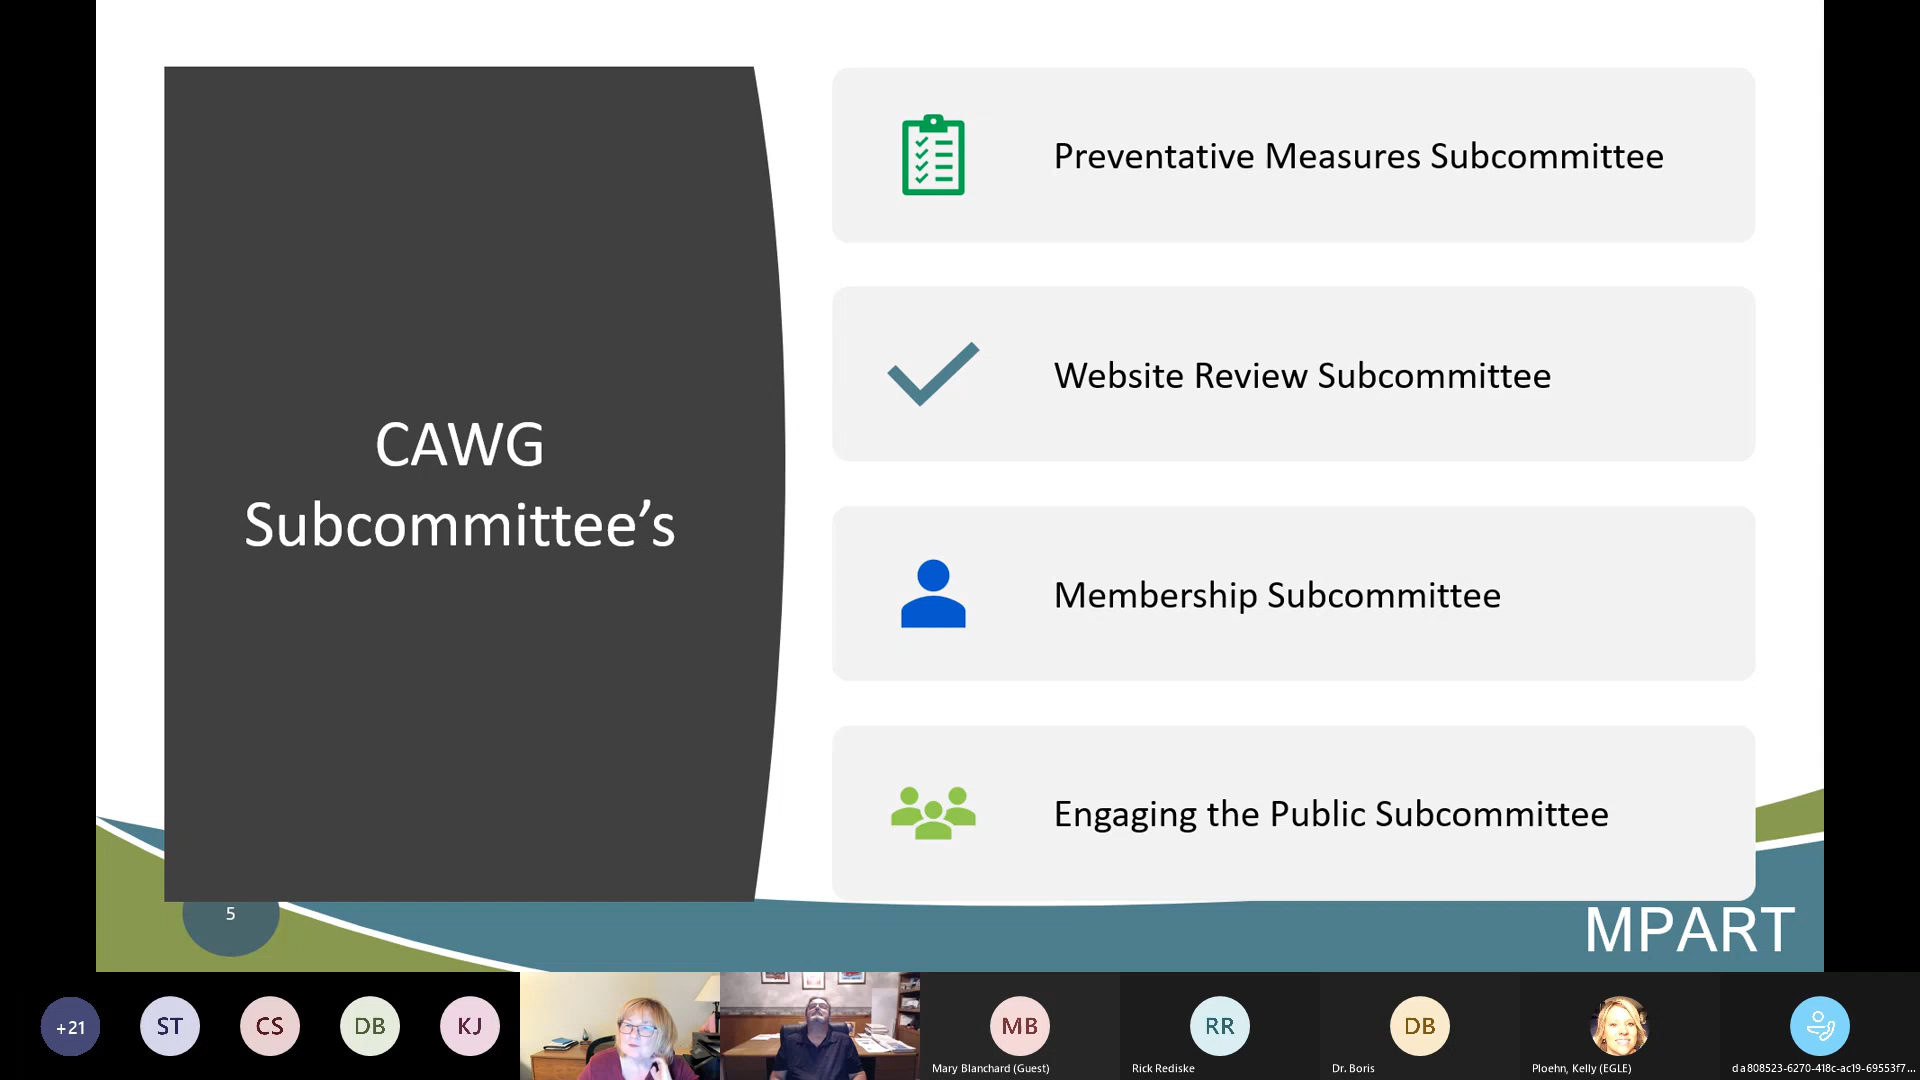 CAWG
Subcommittee’s
Preventative Measures Subcommittee
Website Review Subcommittee
Membership Subcommittee
Engaging the Public Subcommittee
5
MPART
+21
ST
CS
DB
KJ
MB
RR
DB
Mary Blanchard (Guest)
Rick Rediske
Dr. Boris
Ploehn, Kelly (EGLE)
da808523-6270-418c-ac19-69553f7...